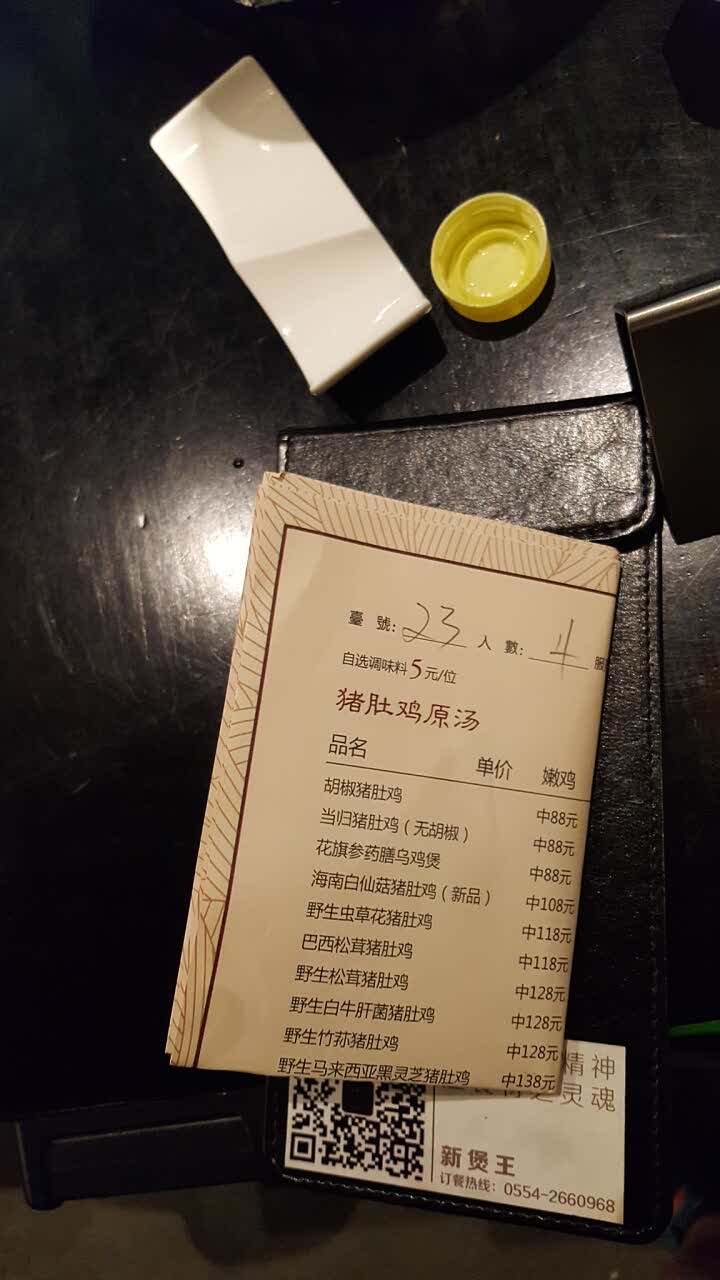 臺 號: 23 人 數: 4 服
自选调味料5元/位
猪肚鸡原汤
品名 单价 嫩鸡
胡椒猪肚鸡 中88元
当归猪肚鸡(无胡椒) 中88元
花旗参药膳乌鸡煲 中88元
海南白仙菇猪肚鸡(新品) 中108元
野生虫草花猪肚鸡 中118元
巴西松茸猪肚鸡 中118元
野生松茸猪肚鸡 中128元
野生白牛肝菌猪肚鸡 中128元
野生竹荪猪肚鸡 中128元
野生马来西亚黑灵芝猪肚鸡 中138元
精神
之灵魂
新煲王
订餐热线: 0554-2660968